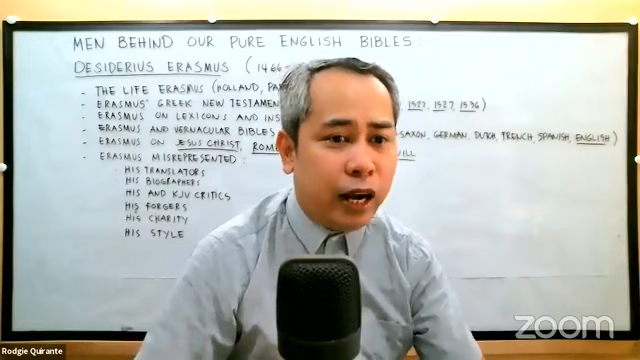 MEN BEHIND OUR PURE ENGLISH BIBLES:
DESIDERIUS ERASMUS (1466-
- THE LIFE ERASMUS (HOLLAND,
- ERASMUS' GREEK NEW TESTAMEN 1522, 1527, 1536)
- ERASMUS ON LEXICONS AND INS
- ERASMUS AND VERNACULAR BIBLES SAXON, GERMAN, DUTCH, FRENCH, SPANISH, ENGLISH)
- ERASMUS ON JESUS CHRIST, ROM ILL
- ERASMUS MISREPRESENTED:
HIS TRANSLATORS
HIS BIOGRAPHERS
HIS AND KJV CRITICS
HIS FORGERS
HIS CHARITY
HIS STYLE
zoom
Rodgie Quirante